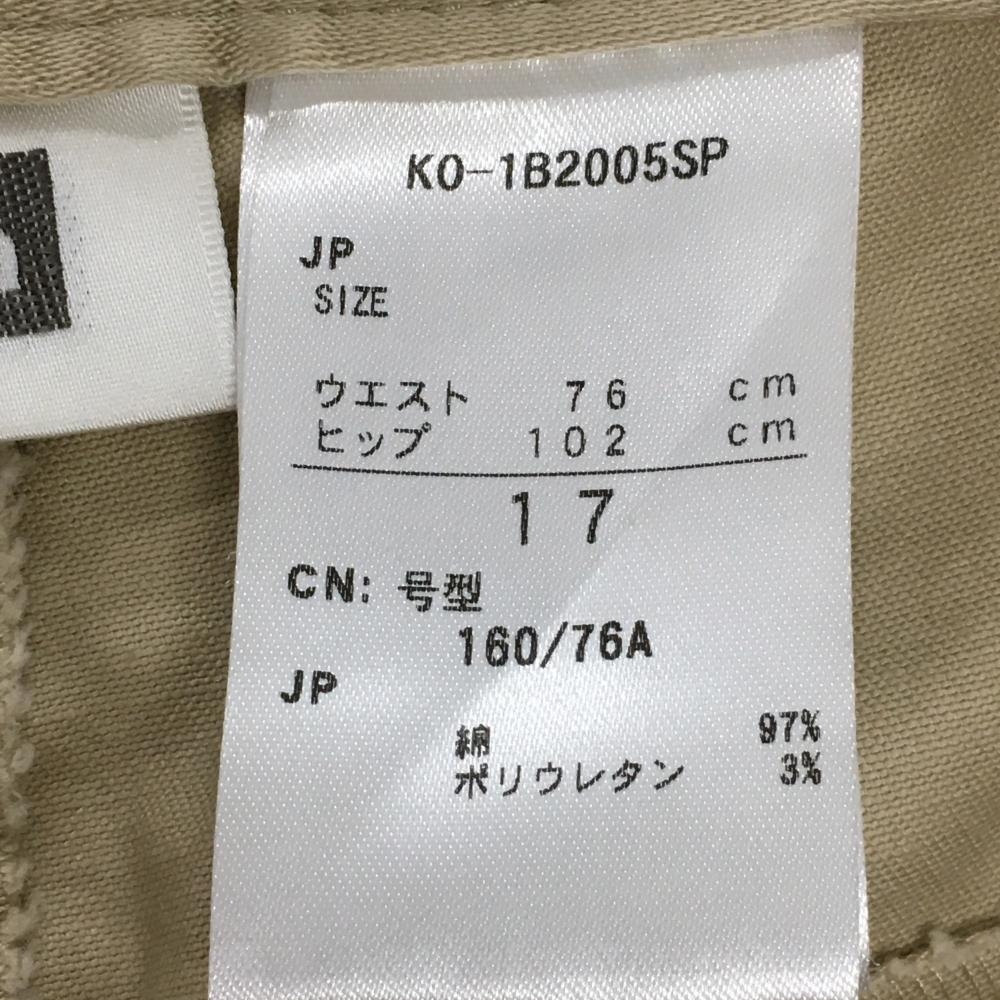 KO-1B2005SP
JP
SIZE
ウエスト 76 cm
ヒップ 102 cm
17
CN: 号型
160/76A
JP
綿 97%
ポリウレタン 3%